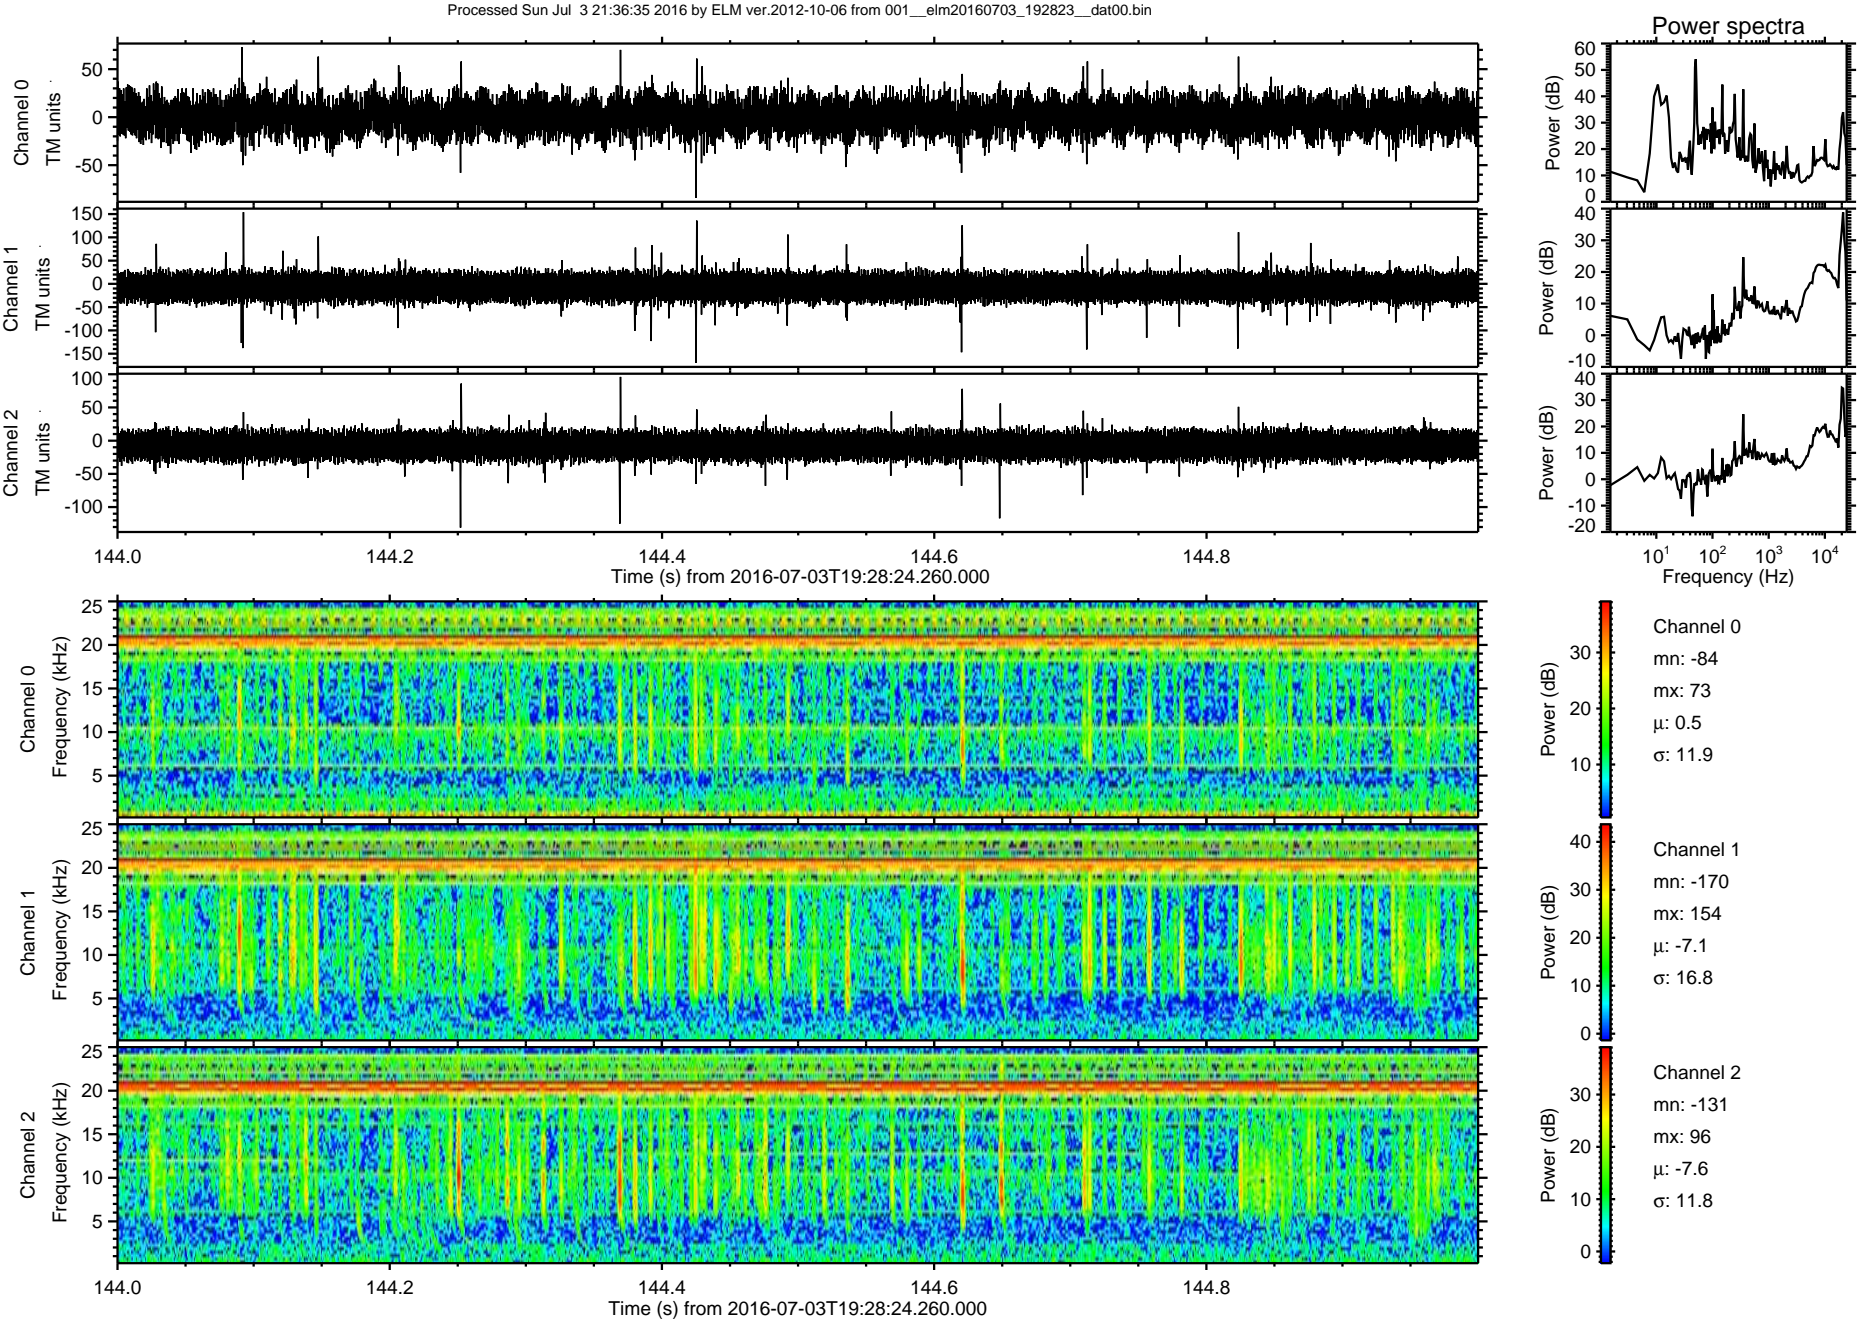 Processed Sun Jul  3 21:36:35 2016 by ELM ver.2012-10-06 from 001__elm20160703_192823__dat00.bin
Power spectra
Channel 0
TM units
50
0
-50
Power (dB)
60
50
40
30
20
10
0
Channel 1
TM units
150
100
50
0
-50
-100
-150
Power (dB)
40
30
20
10
0
-10
Channel 2
TM units
100
50
0
-50
-100
Power (dB)
40
30
20
10
0
-10
-20
144.0 144.2 144.4 144.6 144.8
Time (s) from 2016-07-03T19:28:24.260.000
10^1 10^2 10^3 10^4
Frequency (Hz)
Channel 0
Frequency (kHz)
25
20
15
10
5
Power (dB)
30
20
10
Channel 0
mn: -84
mx: 73
μ: 0.5
σ: 11.9
Channel 1
Frequency (kHz)
25
20
15
10
5
Power (dB)
40
30
20
10
0
Channel 1
mn: -170
mx: 154
μ: -7.1
σ: 16.8
Channel 2
Frequency (kHz)
25
20
15
10
5
Power (dB)
30
20
10
0
Channel 2
mn: -131
mx: 96
μ: -7.6
σ: 11.8
144.0 144.2 144.4 144.6 144.8
Time (s) from 2016-07-03T19:28:24.260.000